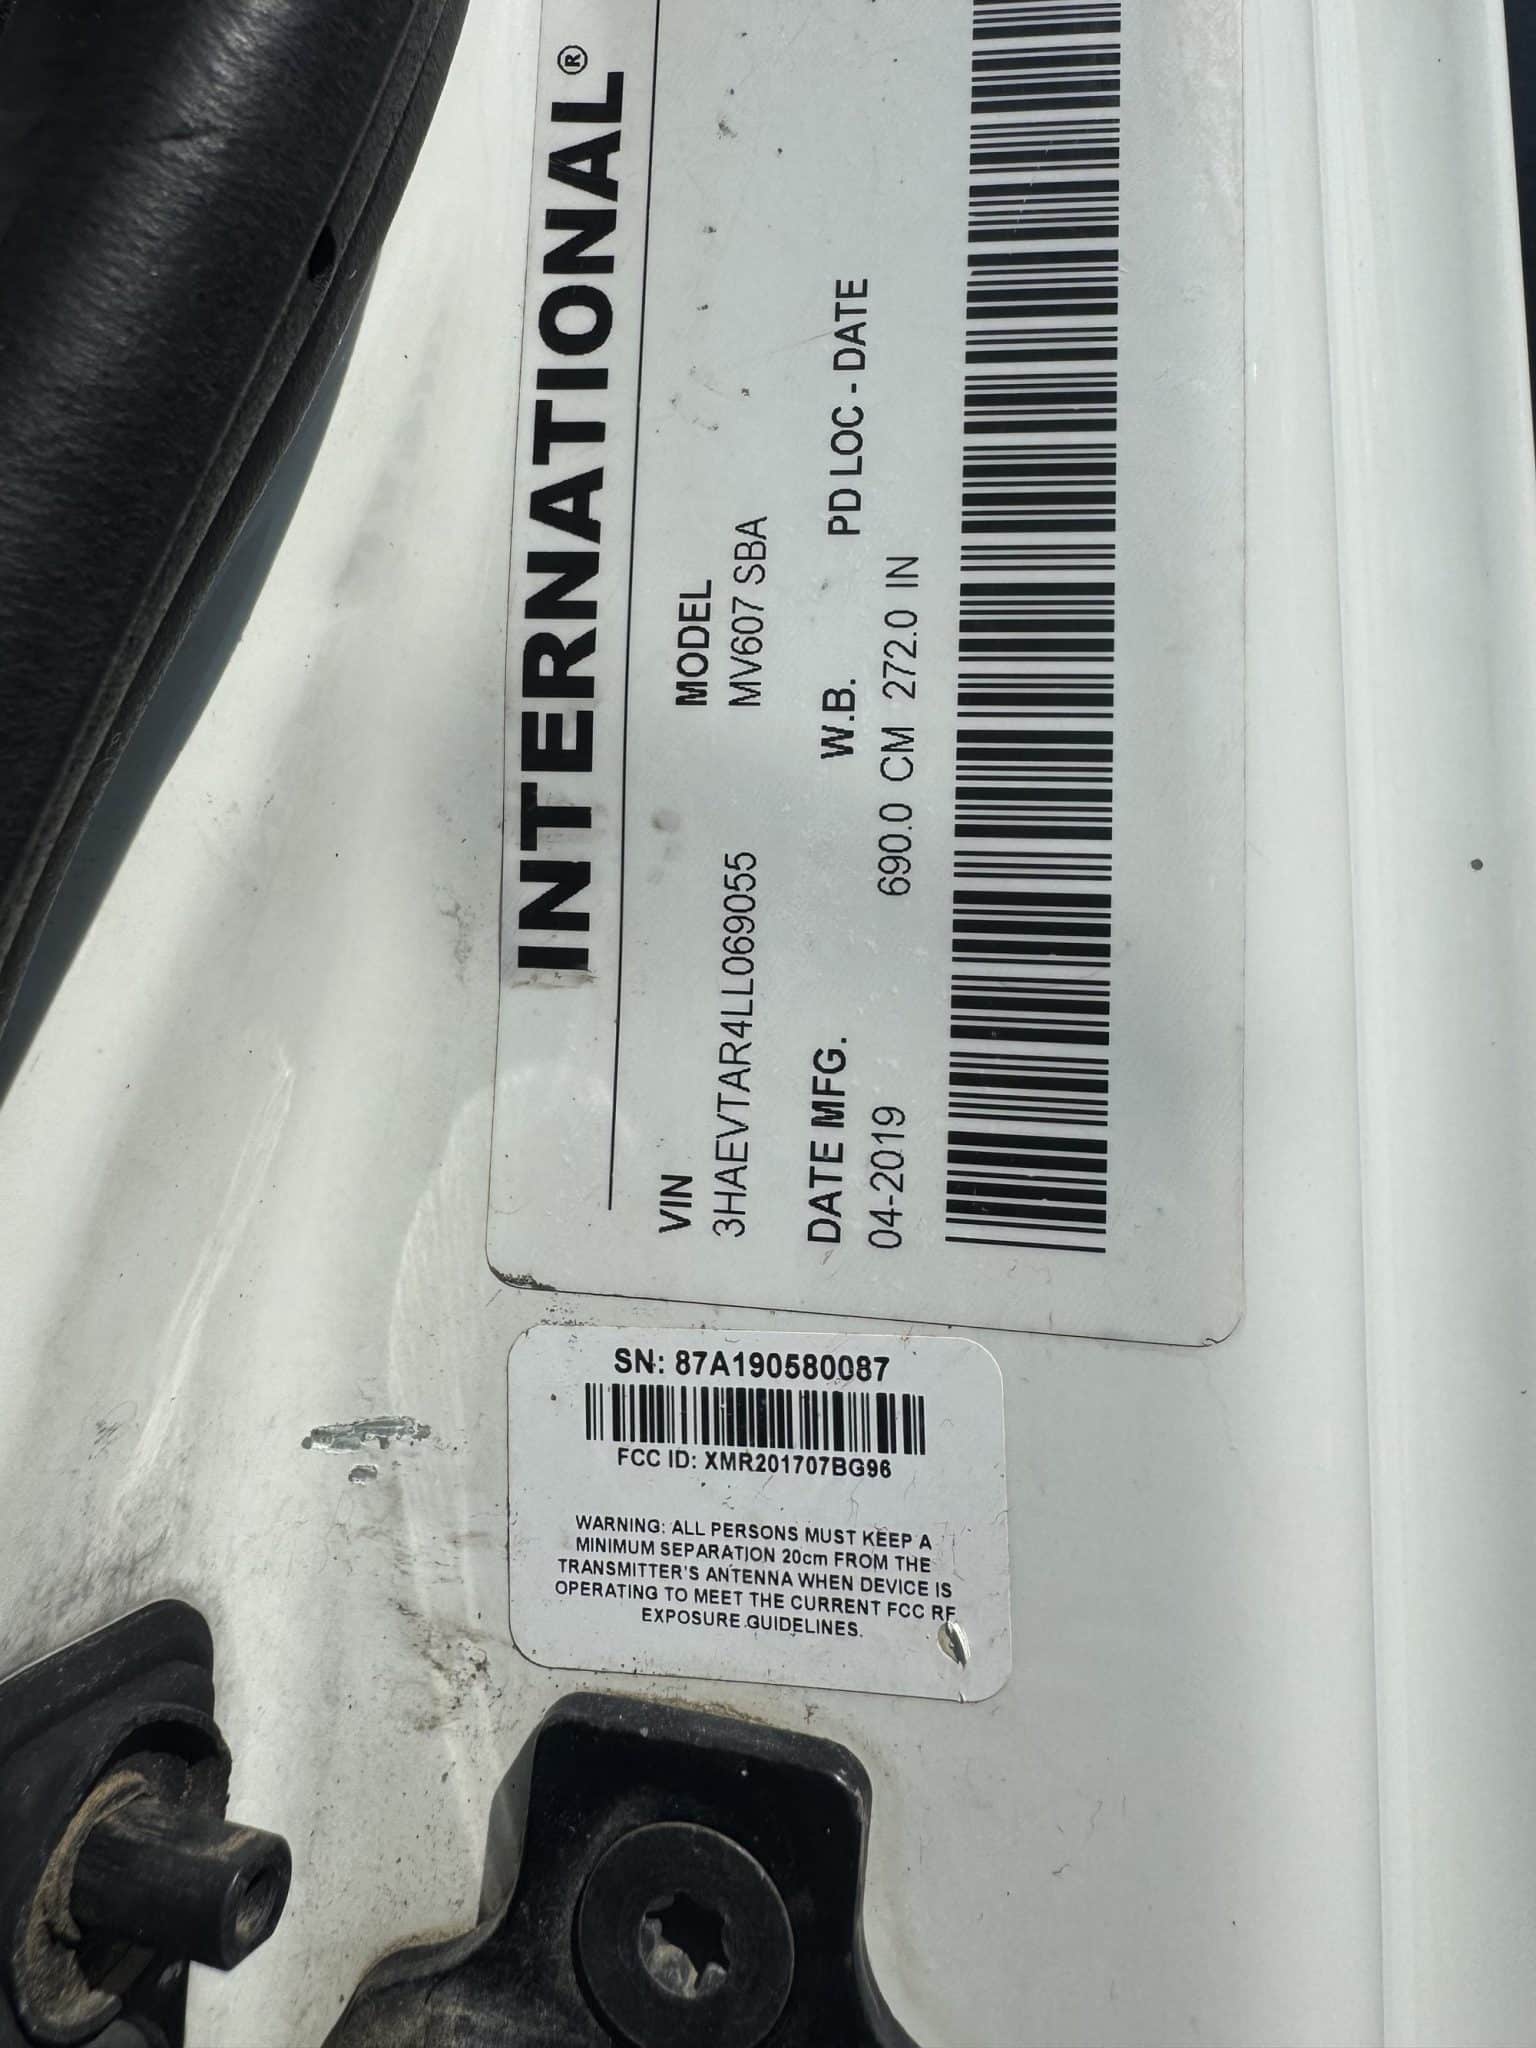 INTERNATIONAL®
VIN MODEL
3HAEVTAR4LL069055 MV607 SBA
DATE MFG. W.B. PD LOC - DATE
04-2019 690.0 CM 272.0 IN
SN: 87A190580087
FCC ID: XMR201707BG96
WARNING: ALL PERSONS MUST KEEP A
MINIMUM SEPARATION 20cm FROM THE
TRANSMITTER'S ANTENNA WHEN DEVICE IS
OPERATING TO MEET THE CURRENT FCC RF
EXPOSURE GUIDELINES.